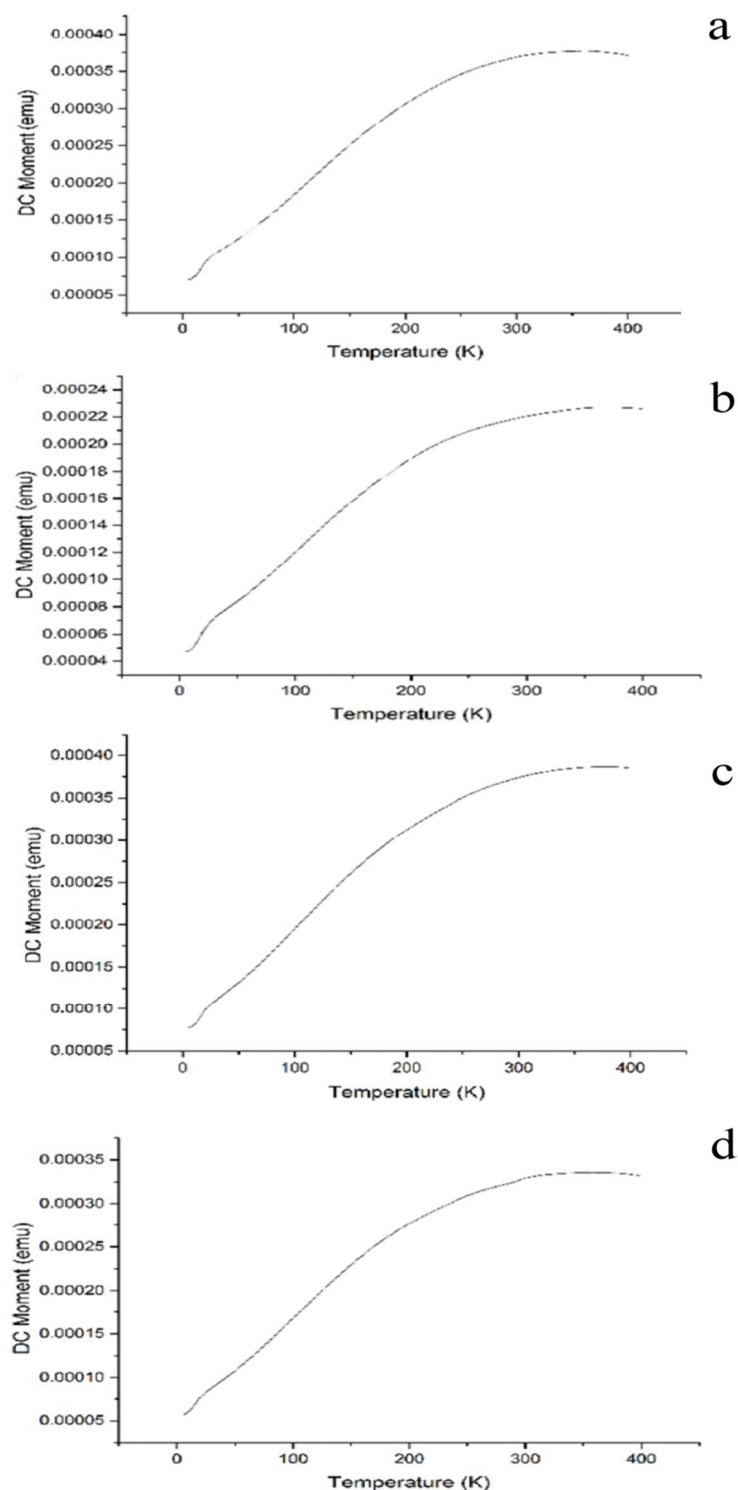 a
0.00040
0.00035
0.00030
0.00025
0.00020
0.00015
0.00010
0.00005
DC Moment (emu)
0 100 200 300 400
Temperature (K)
b
0.00024
0.00022
0.00020
0.00018
0.00016
0.00014
0.00012
0.00010
0.00008
0.00006
0.00004
DC Moment (emu)
0 100 200 300 400
Temperature (K)
c
0.00040
0.00035
0.00030
0.00025
0.00020
0.00015
0.00010
0.00005
DC Moment (emu)
0 100 200 300 400
Temperature (K)
d
0.00035
0.00030
0.00025
0.00020
0.00015
0.00010
0.00005
DC Moment (emu)
0 100 200 300 400
Temperature (K)